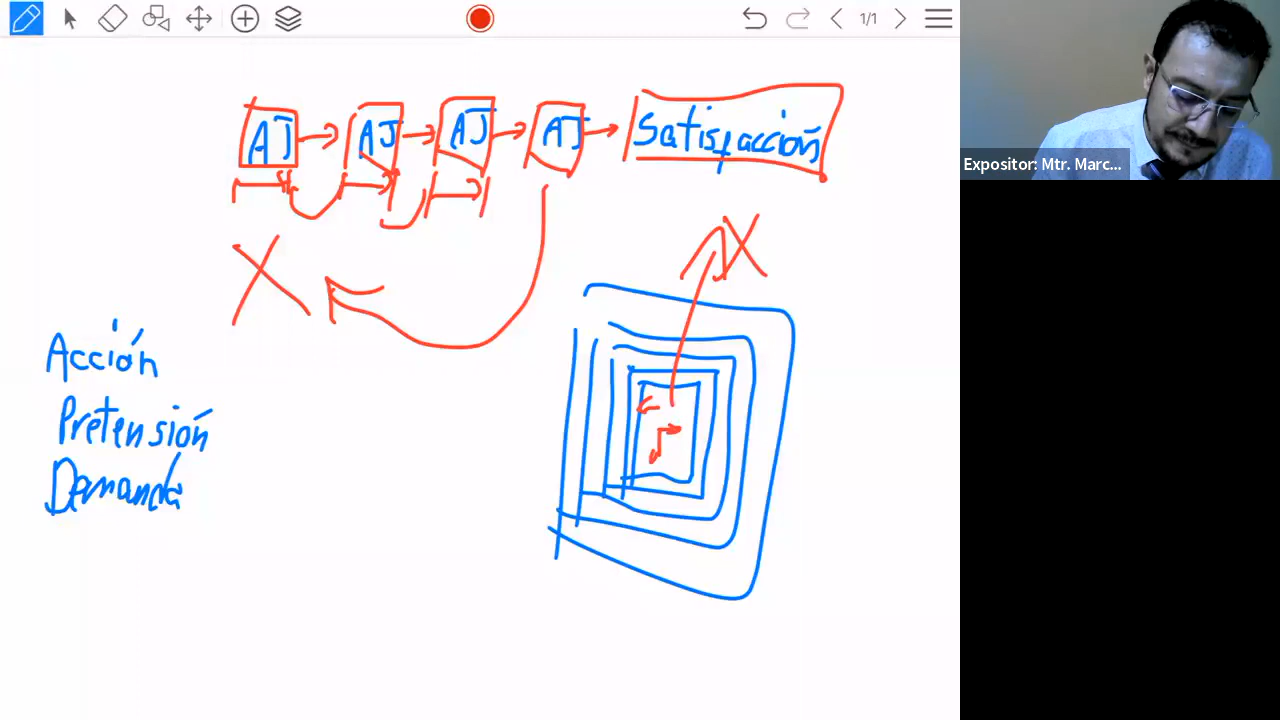 1/1
AJ AJ AJ AJ Satisfacción
X
X
Acción
Pretensión
Demanda
Expositor: Mtr. Marc...